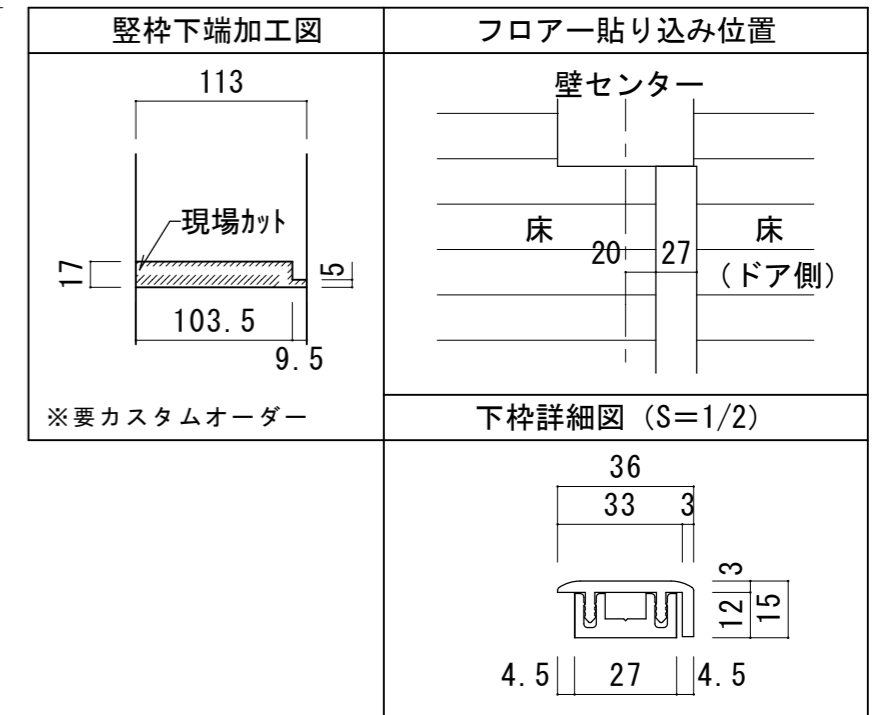 竪枠下端加工図
113
現場ｶｯﾄ
17
5
103.5
9.5
※要カスタムオーダー
フロアー貼り込み位置
壁センター
床
床
20
27
（ドア側）
下枠詳細図（S＝1/2）
36
33
3
3
12
15
4.5
27
4.5